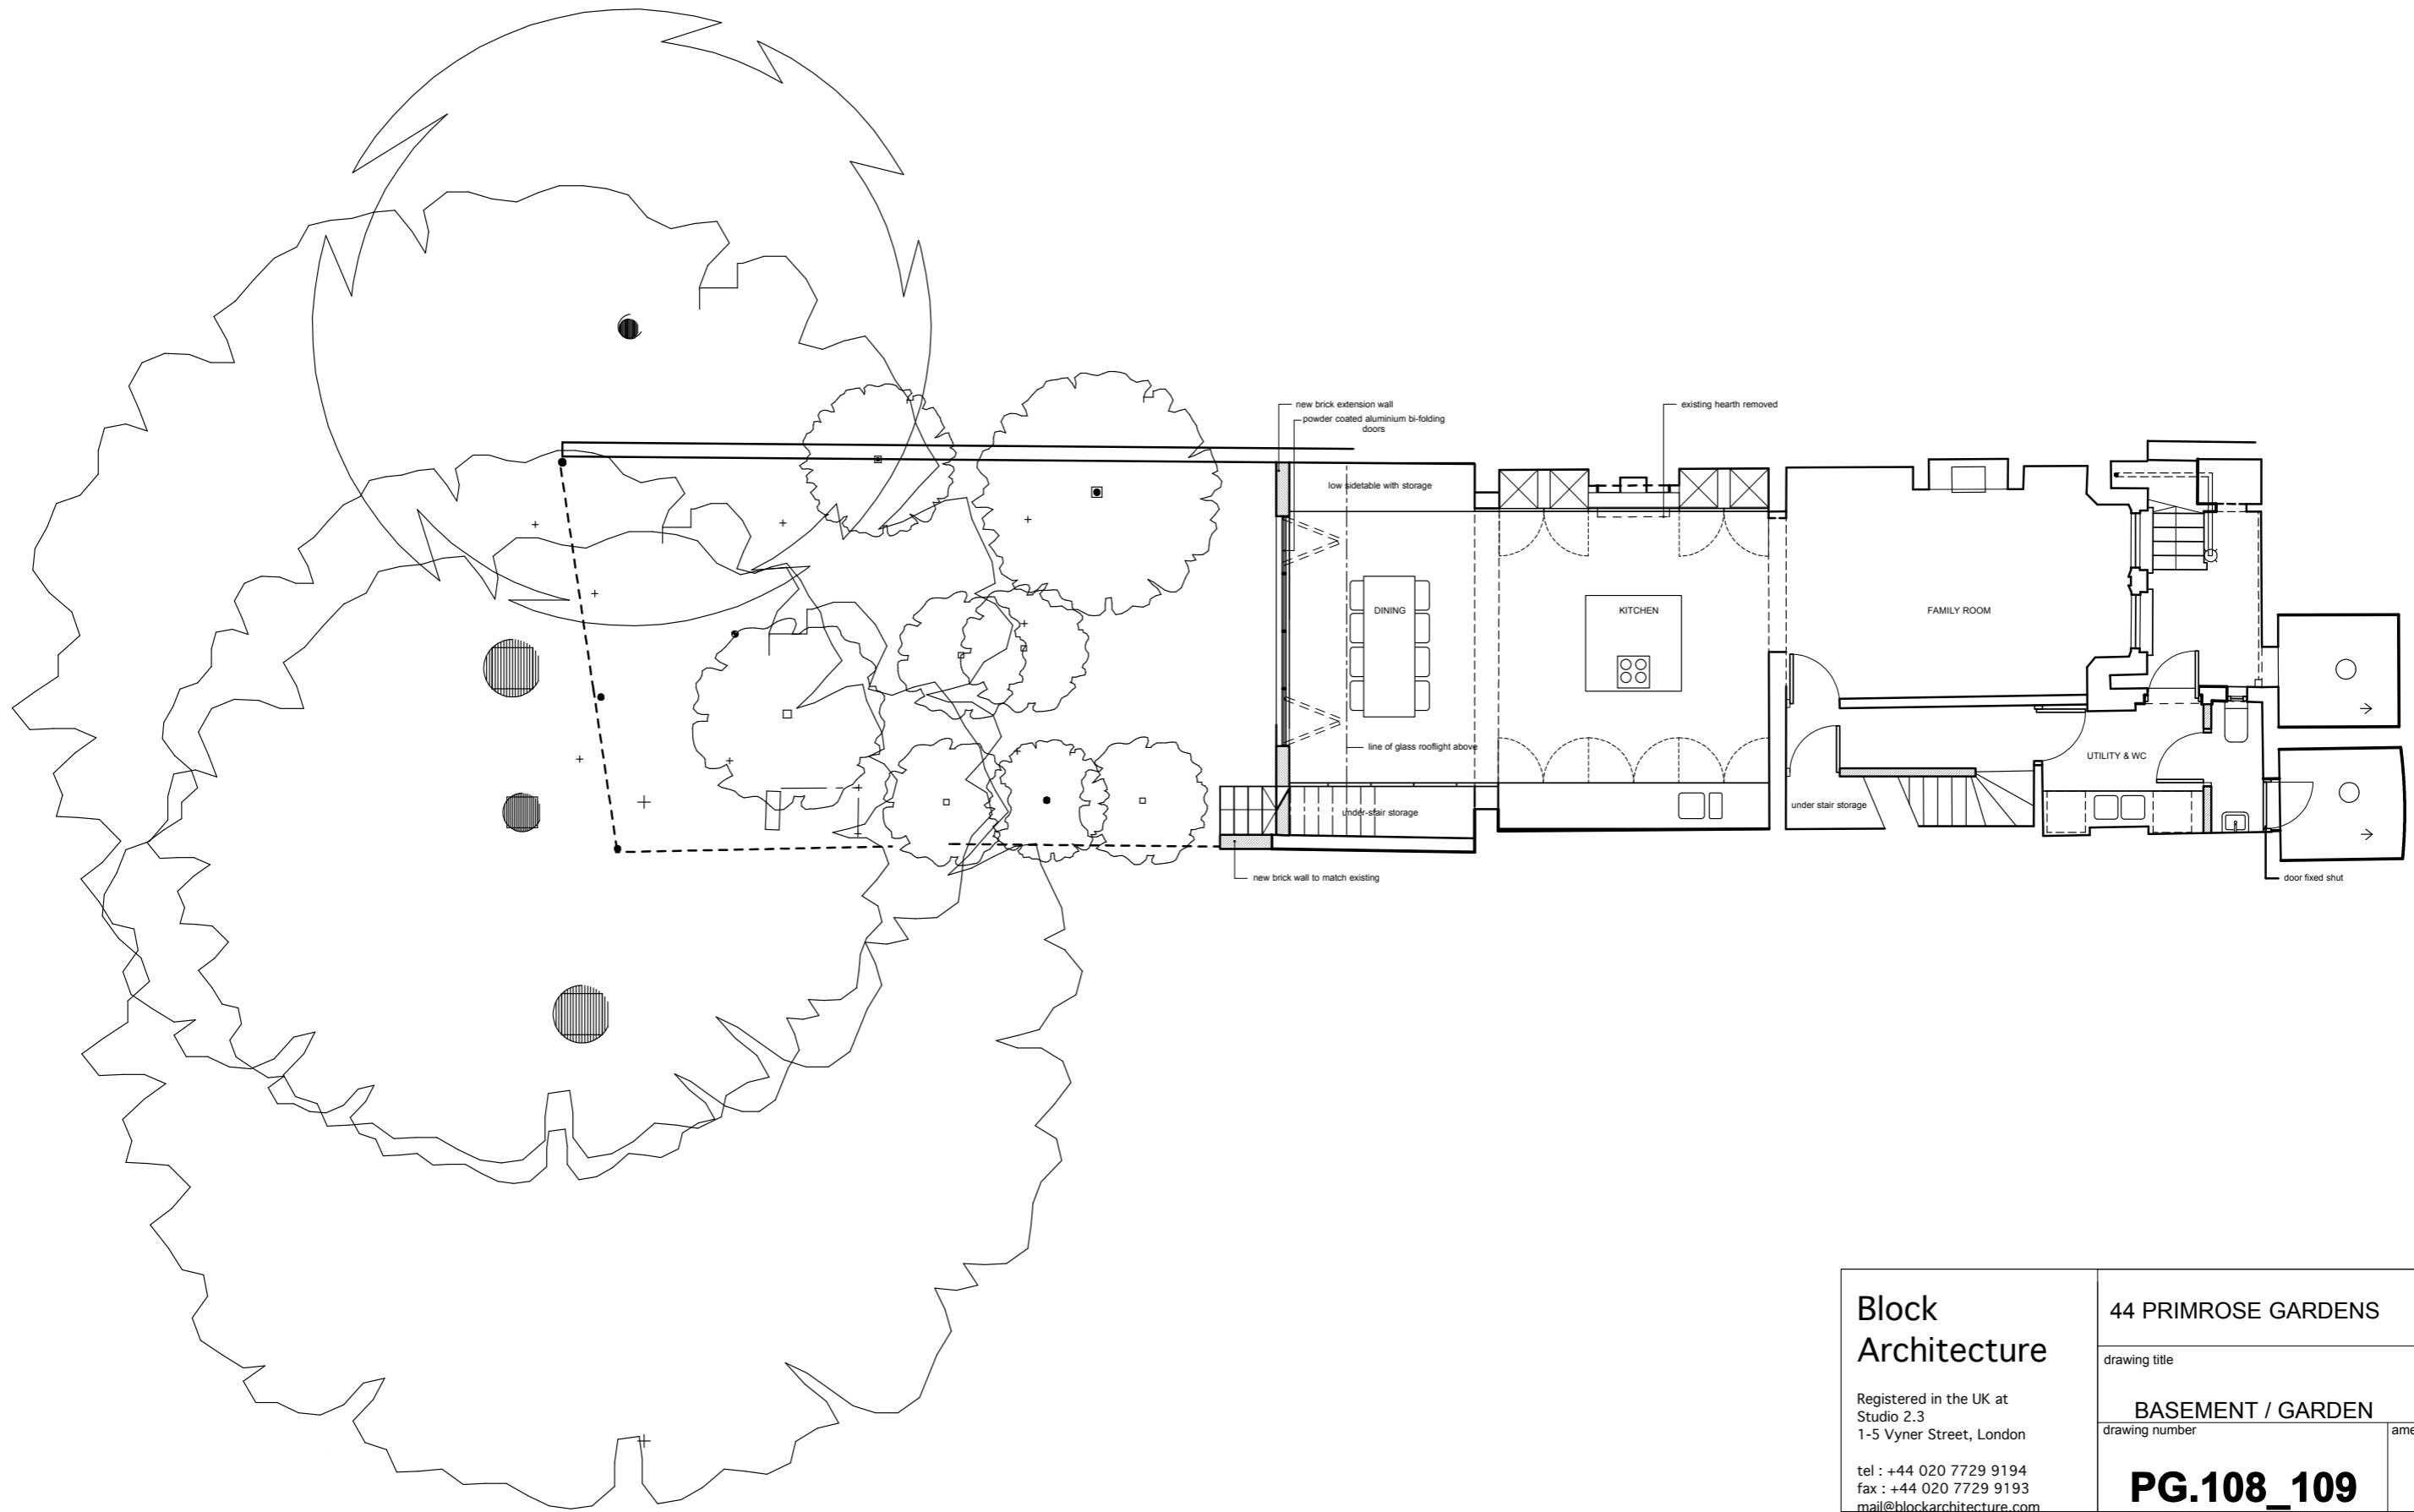 new brick extension wall
powder coated aluminium bi-folding
doors
existing hearth removed
low sidetable with storage
DINING
KITCHEN
FAMILY ROOM
line of glass rooflight above
UTILITY & WC
under-stair storage
under stair storage
new brick wall to match existing
door fixed shut
Block
Architecture
Registered in the UK at
Studio 2.3
1-5 Vyner Street, London
tel : +44 020 7729 9194
fax : +44 020 7729 9193
mail@blockarchitecture.com
44 PRIMROSE GARDENS
drawing title
BASEMENT / GARDEN
drawing number
ame
PG.108_109